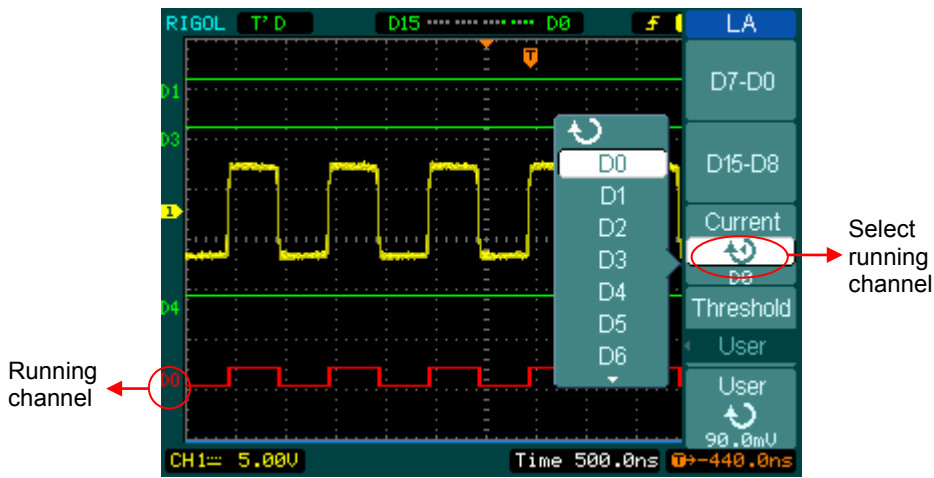 RIGOL T'D D15 D0 LA
D7-D0
D1
D3
D15-D8
D0
D1
D2
D3
D4
D5
D6
1
Current
D0
Select
running
channel
Threshold
User
D4
Running
channel
D0
User
90.0mV
CH1 5.00V Time 500.0ns T→-440.0ns
T